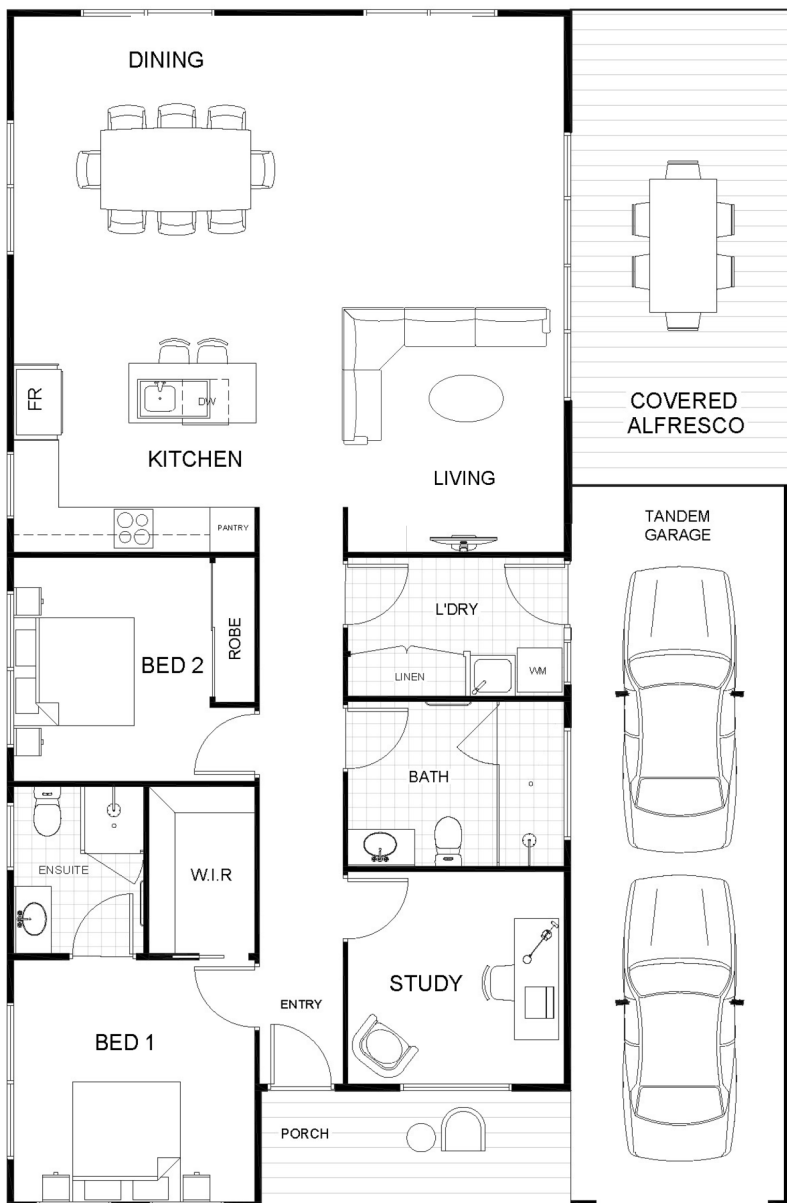 DINING
FR
DW
KITCHEN
PANTRY
LIVING
COVERED
ALFRESCO
TANDEM
GARAGE
BED 2
ROBE
L'DRY
LINEN
WM
BATH
ENSUITE
W.I.R
STUDY
ENTRY
BED 1
PORCH